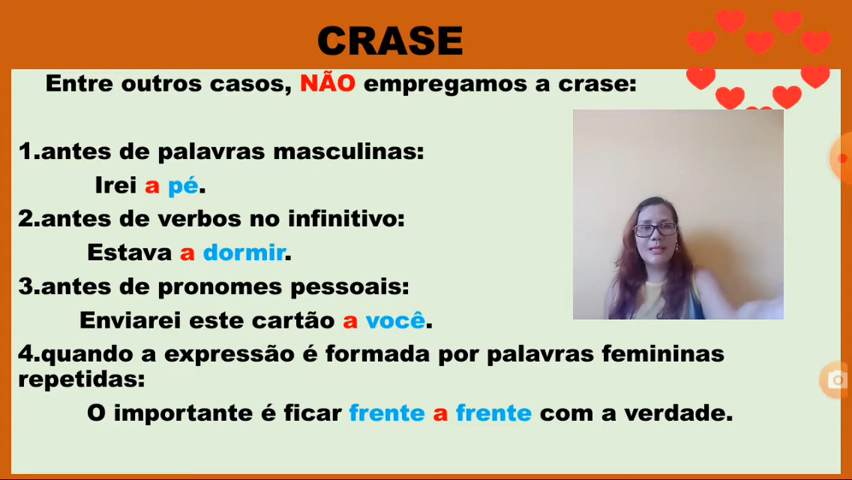 CRASE
Entre outros casos, NÃO empregamos a crase:
1.antes de palavras masculinas:
Irei a pé.
2.antes de verbos no infinitivo:
Estava a dormir.
3.antes de pronomes pessoais:
Enviarei este cartão a você.
4.quando a expressão é formada por palavras femininas
repetidas:
O importante é ficar frente a frente com a verdade.